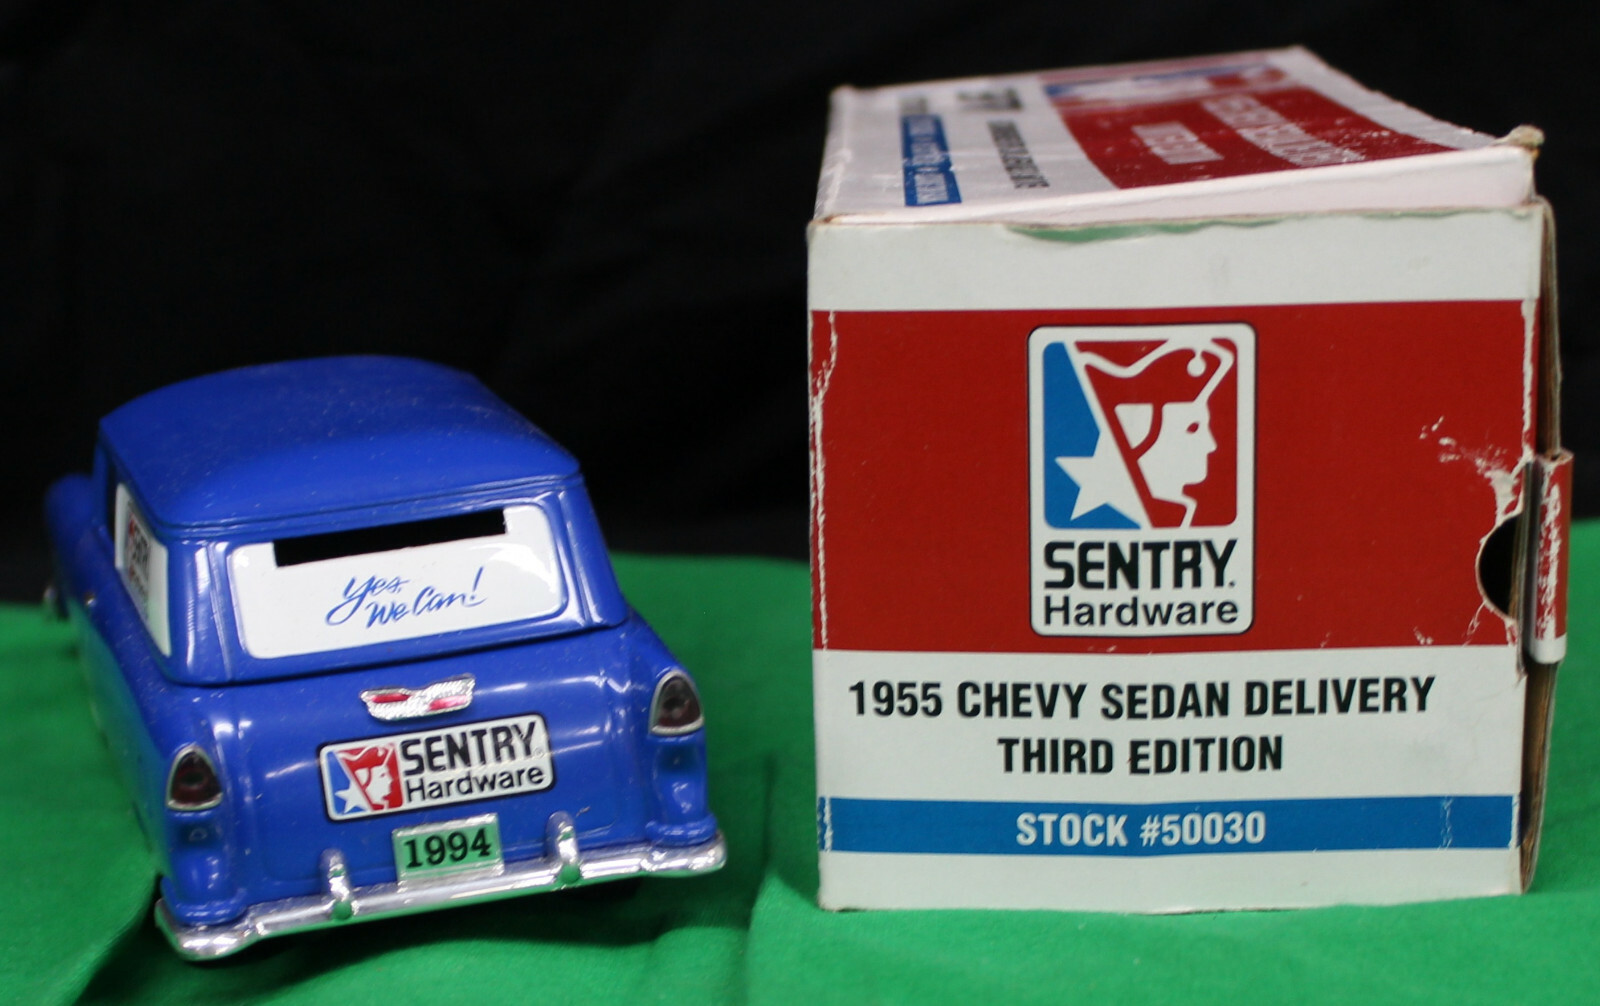 Yes,
We Can!
SENTRY
Hardware
1994
SENTRY.
Hardware
1955 CHEVY SEDAN DELIVERY
THIRD EDITION
STOCK #50030